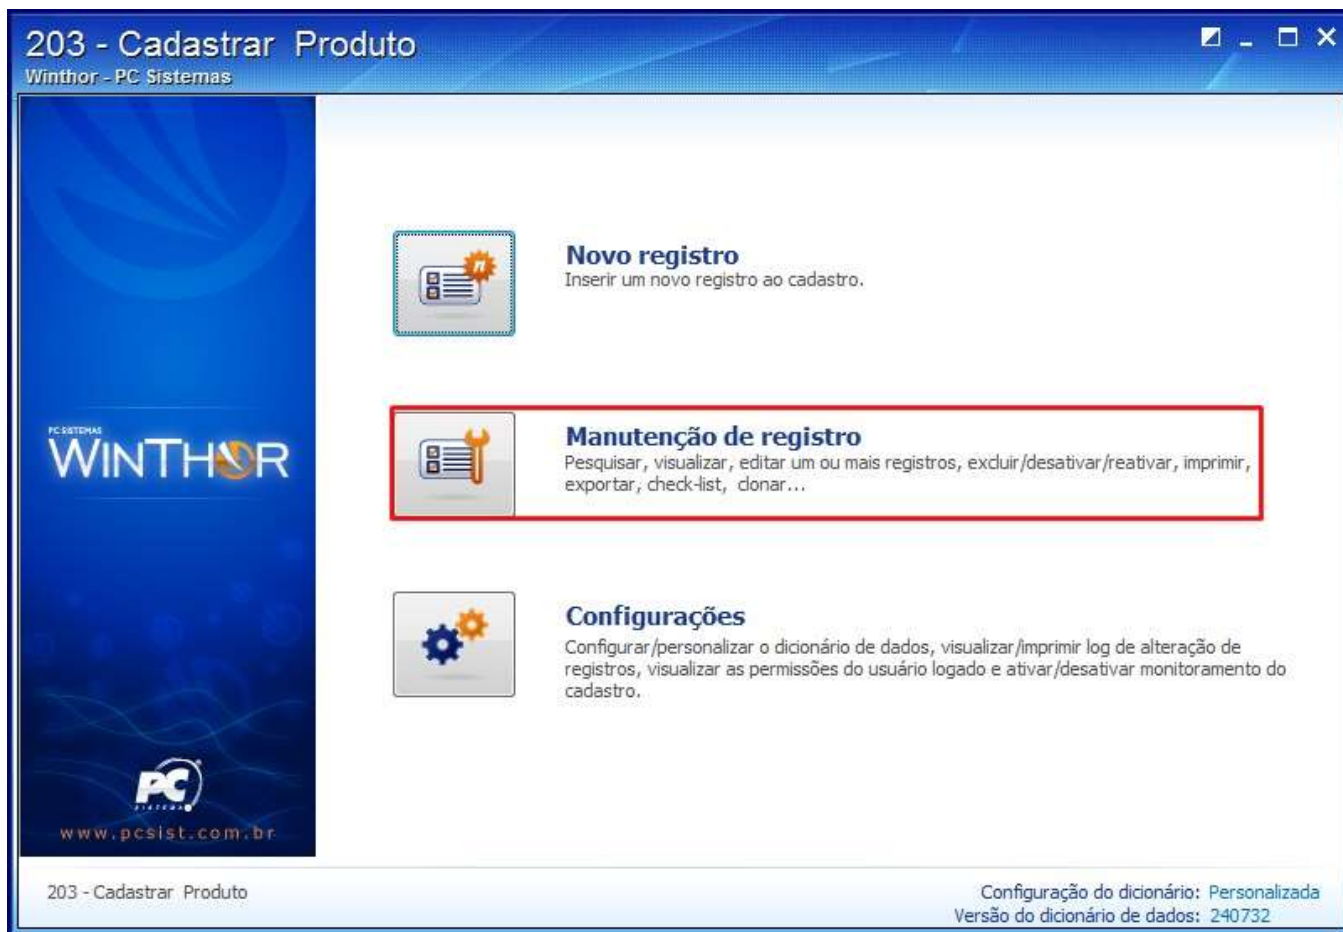 203 - Cadastrar Produto
Winthor - PC Sistemas
Novo registro
Inserir um novo registro ao cadastro.
PC SISTEMAS
WINTHOR
Manutenção de registro
Pesquisar, visualizar, editar um ou mais registros, excluir/desativar/reativar, imprimir,
exportar, check-list, clonar...
Configurações
Configurar/personalizar o dicionário de dados, visualizar/imprimir log de alteração de
registros, visualizar as permissões do usuário logado e ativar/desativar monitoramento do
cadastro.
PC
SISTEMAS
www.pcsist.com.br
203 - Cadastrar Produto
Configuração do dicionário: Personalizada
Versão do dicionário de dados: 240732